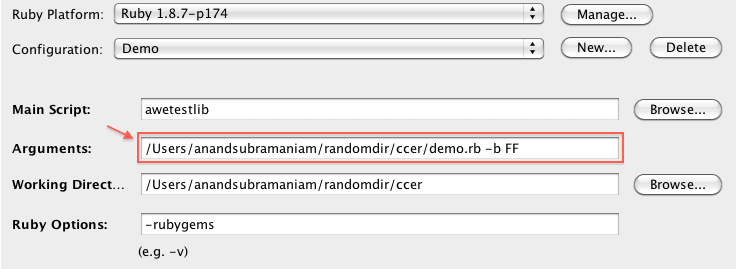 Ruby Platform: Ruby 1.8.7-p174 Manage...
Configuration: Demo New... Delete
Main Script: awetestlib Browse...
Arguments: /Users/anandsubramaniam/randomdir/ccer/demo.rb -b FF
Working Direct... /Users/anandsubramaniam/randomdir/ccer Browse...
Ruby Options: -rubygems
(e.g. -v)